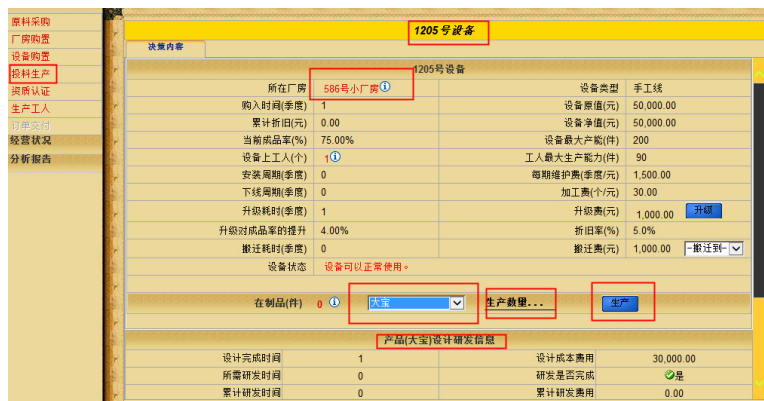 原料采购
厂房购置
设备购置
投料生产
资质认证
生产工人
订单交付
经营状况
分析报告
1205号设备
决策内容
1205号设备
所在厂房 586号小厂房 设备类型 手工线
购入时间(季度) 1 设备原值(元) 50,000.00
累计折旧(元) 0.00 设备净值(元) 50,000.00
当前成品率(%) 75.00% 设备最大产能(件) 200
设备上工人(个) 1 工人最大生产能力(件) 90
安装周期(季度) 0 每期维护费(季度/元) 1,500.00
下线周期(季度) 0 加工费(个/元) 30.00
升级耗时(季度) 1 升级费(元) 1,000.00 升级
升级对成品率的提升 4.00% 折旧率(%) 5.0%
搬迁耗时(季度) 0 搬迁费(元) 1,000.00 -搬迁到-
设备状态 设备可以正常使用。
在制品(件) 0 大宝 生产数量... 生产
产品(大宝)设计研发信息
设计完成时间 1 设计成本费用 30,000.00
所需研发时间 0 研发是否完成 是
累计研发时间 0 累计研发费用 0.00